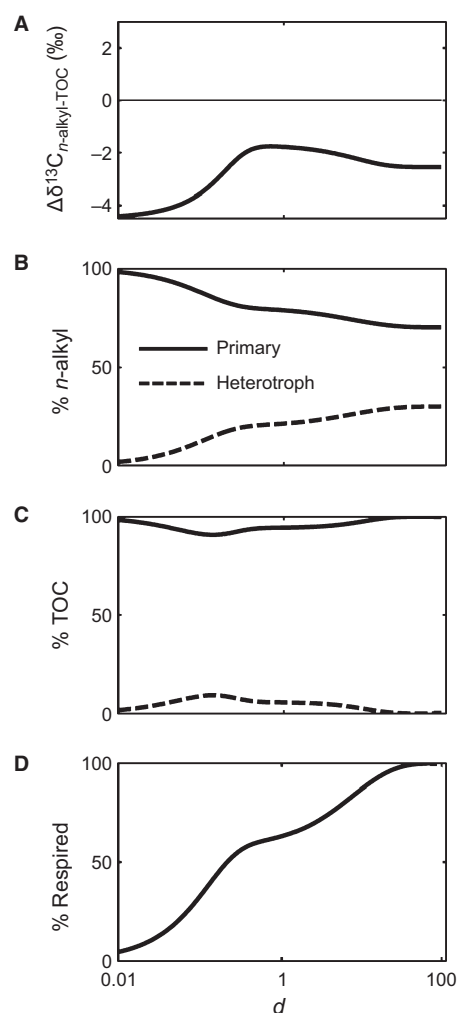 A
Δδ¹³Cn-alkyl-TOC (‰)
2
0
−2
−4
B
% n-alkyl
100
50
0
Primary
Heterotroph
C
% TOC
100
50
0
D
% Respired
100
50
0
0.01
1
100
d